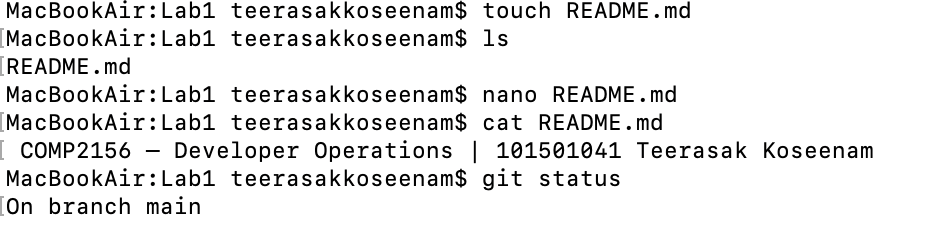 MacBookAir:Lab1 teerasakkoseenam$ touch README.md
[MacBookAir:Lab1 teerasakkoseenam$ ls
[README.md
MacBookAir:Lab1 teerasakkoseenam$ nano README.md
[MacBookAir:Lab1 teerasakkoseenam$ cat README.md
[ COMP2156 – Developer Operations | 101501041 Teerasak Koseenam
MacBookAir:Lab1 teerasakkoseenam$ git status
[On branch main